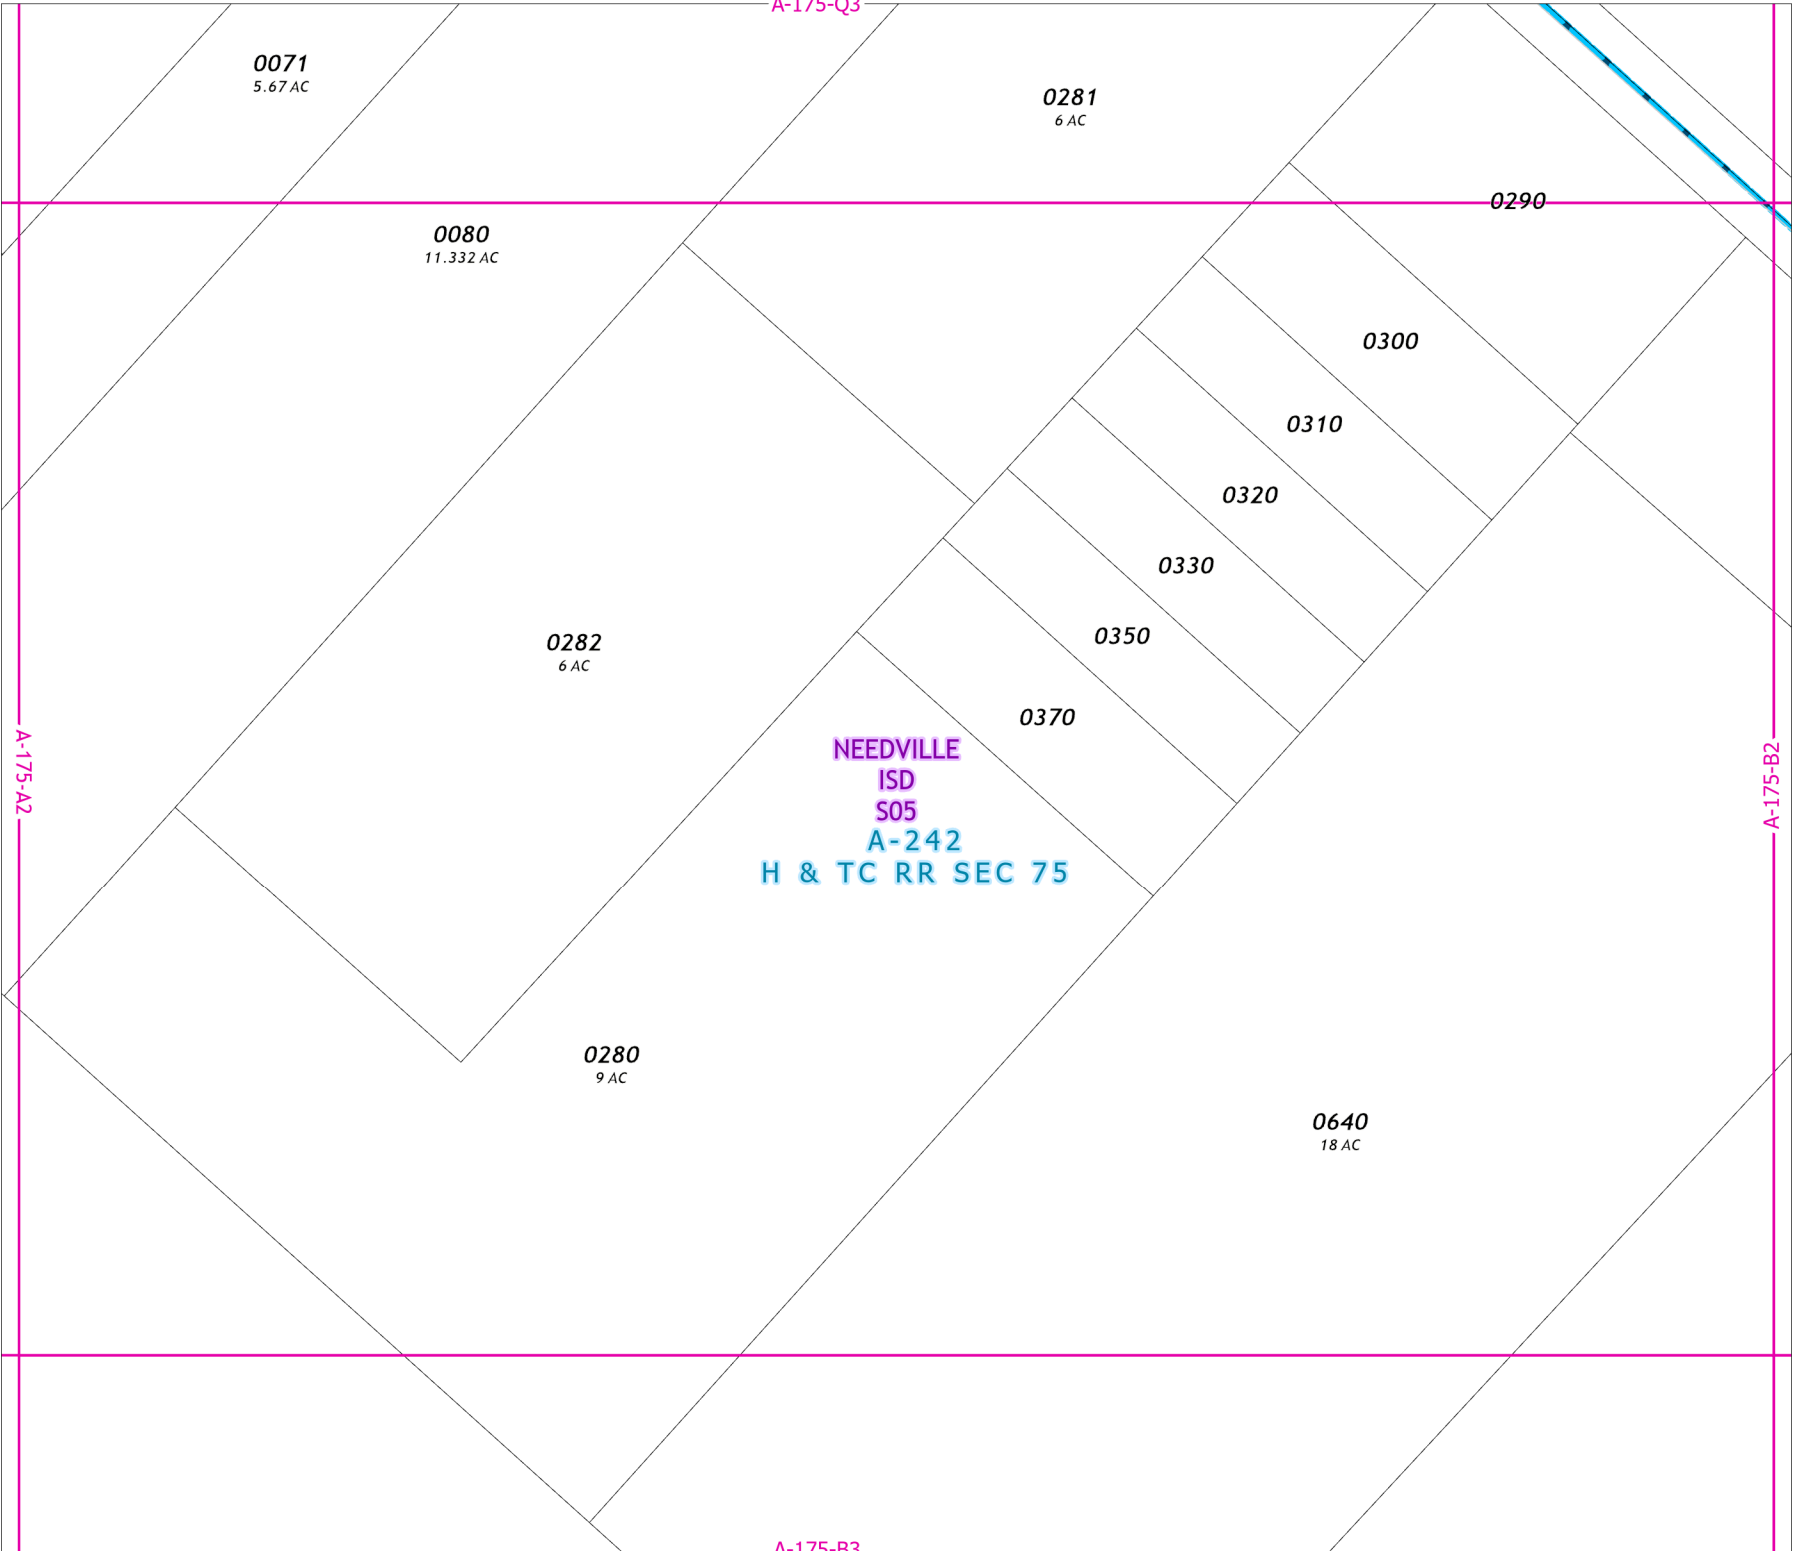 A-175-Q3
0071
5.67 AC
0281
6 AC
0290
0080
11.332 AC
0300
0310
0320
0330
0350
0282
6 AC
0370
NEEDVILLE
ISD
S05
A-242
H & TC RR SEC 75
A-175-A2
A-175-B2
0280
9 AC
0640
18 AC
A-175-B3